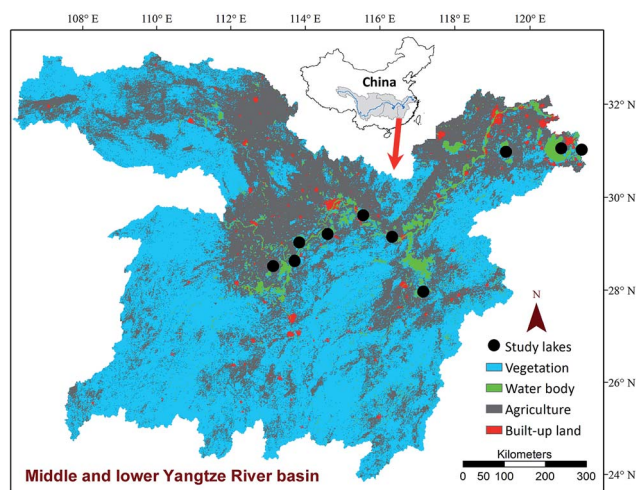 108° E 110° E 112° E 114° E 116° E 118° E 120° E
China
32° N
30° N
28° N
N
Study lakes
Vegetation
Water body
26° N
Agriculture
Built-up land
Kilometers
0 50 100 200 300
Middle and lower Yangtze River basin
24° N